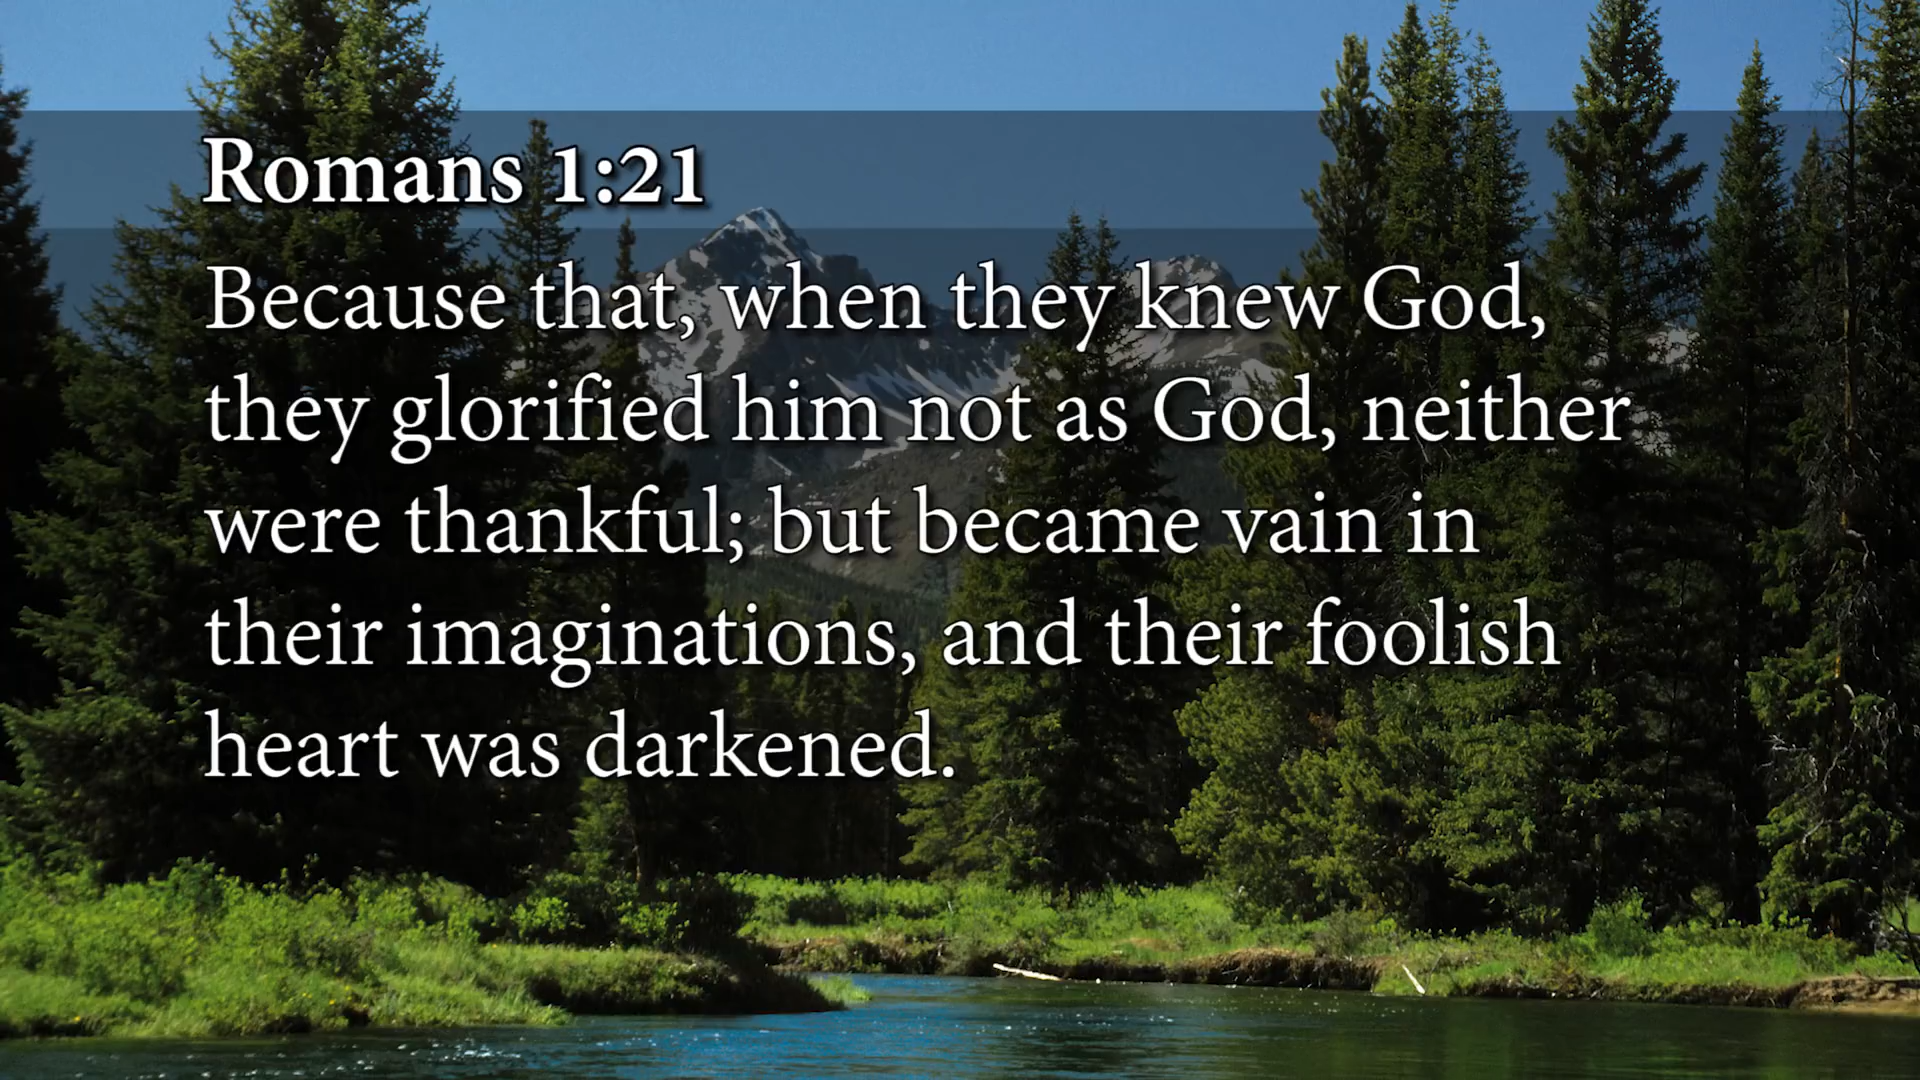 Romans 1:21
Because that, when they knew God,
they glorified him not as God, neither
were thankful; but became vain in
their imaginations, and their foolish
heart was darkened.